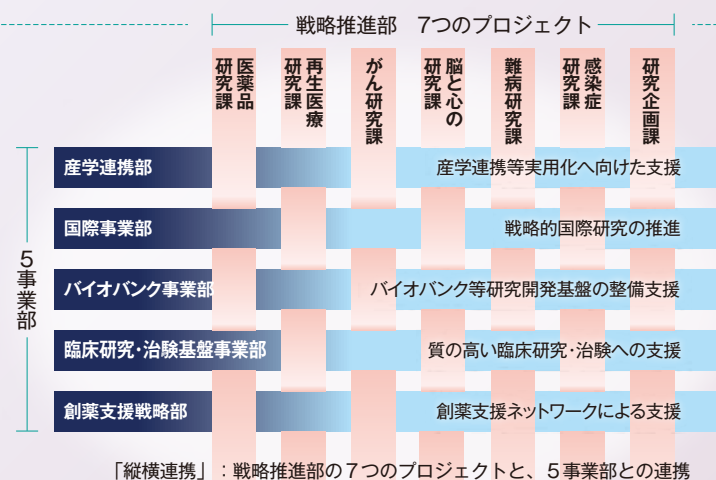 戦略推進部　7つのプロジェクト
医薬品
研究課
再生医療
研究課
がん研究課
脳と心の
研究課
難病研究課
感染症
研究課
研究企画課
5事業部
産学連携部
産学連携等実用化へ向けた支援
国際事業部
戦略的国際研究の推進
バイオバンク事業部
バイオバンク等研究開発基盤の整備支援
臨床研究・治験基盤事業部
質の高い臨床研究・治験への支援
創薬支援戦略部
創薬支援ネットワークによる支援
「縦横連携」：戦略推進部の７つのプロジェクトと、５事業部との連携